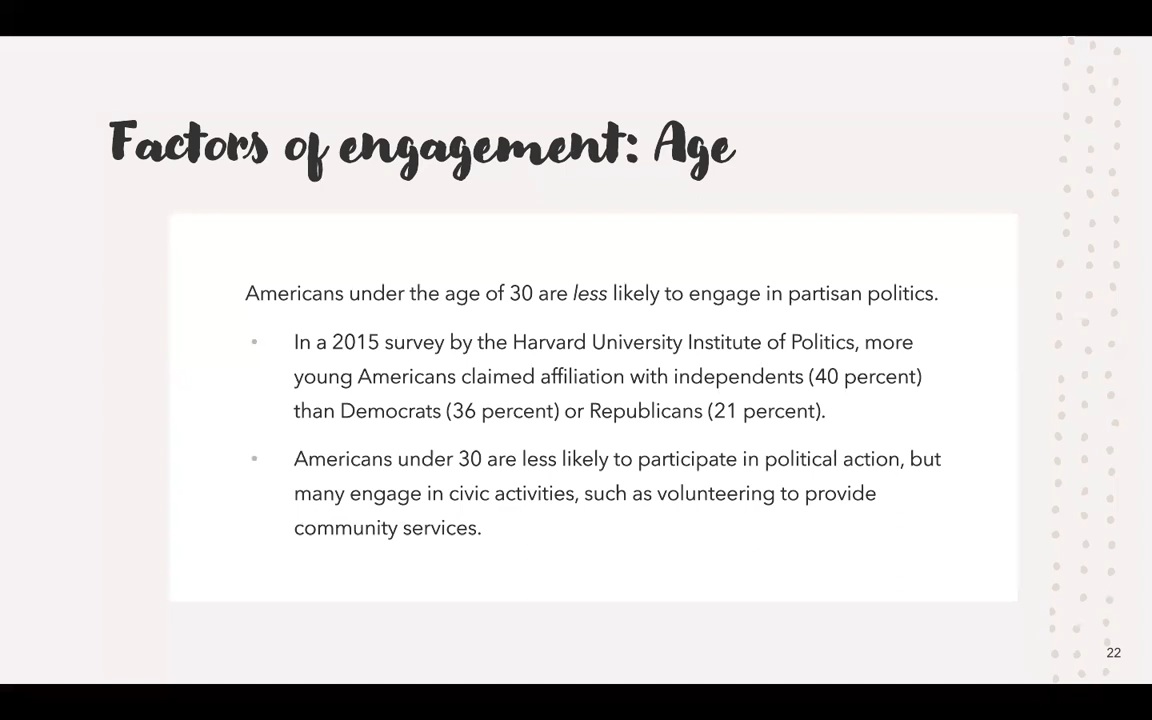 Factors of engagement: Age
Americans under the age of 30 are less likely to engage in partisan politics.
• In a 2015 survey by the Harvard University Institute of Politics, more
young Americans claimed affiliation with independents (40 percent)
than Democrats (36 percent) or Republicans (21 percent).
• Americans under 30 are less likely to participate in political action, but
many engage in civic activities, such as volunteering to provide
community services.
22